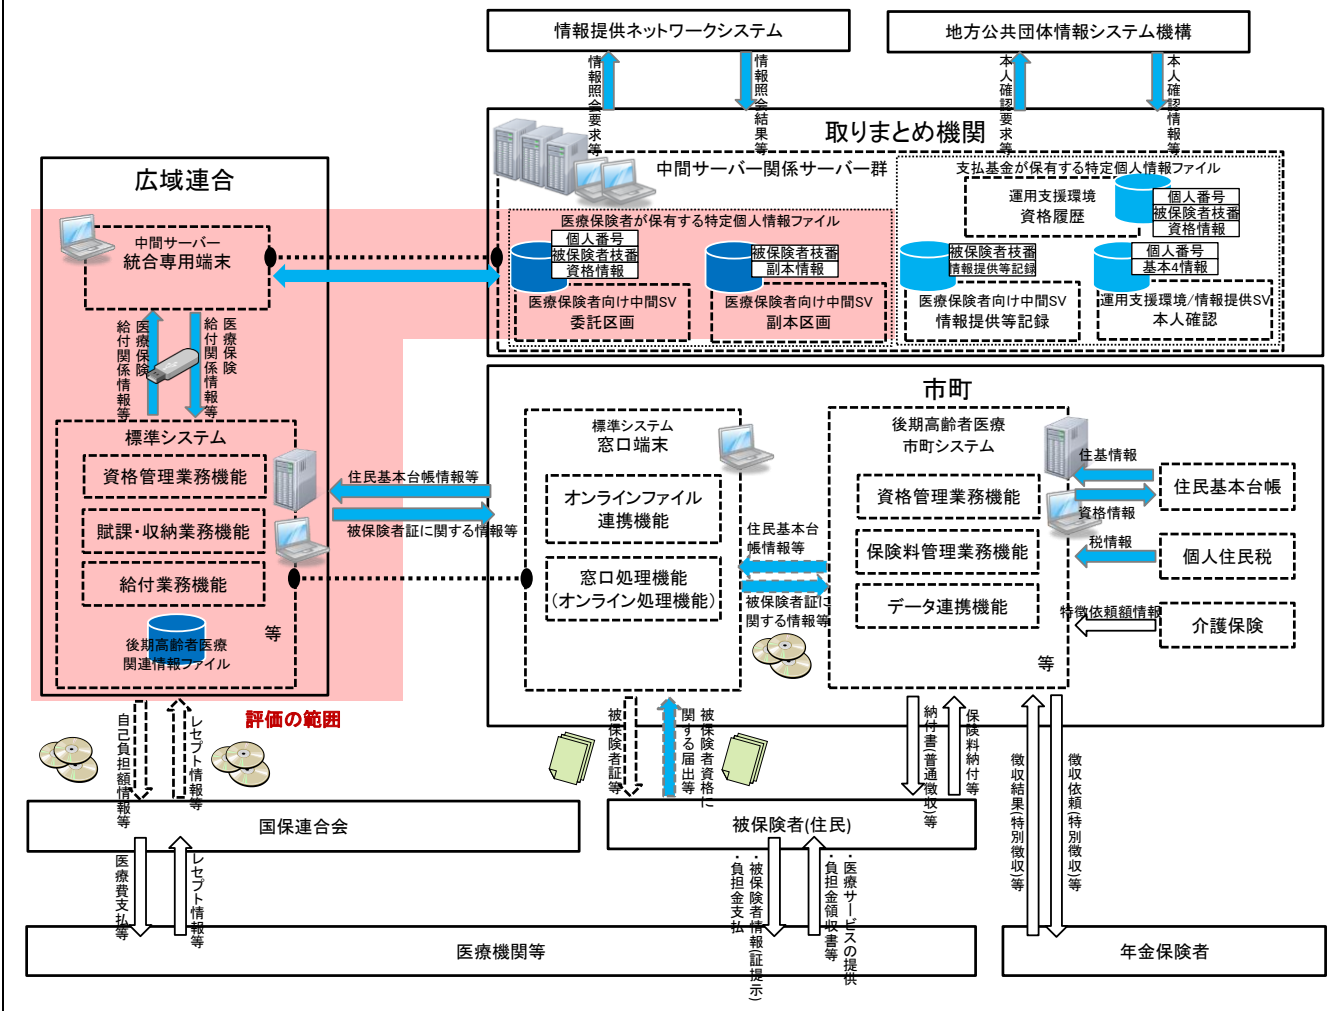 情報提供ネットワークシステム
地方公共団体情報システム機構
情報照会要求等
情報照会結果等
本人確認要求等
本人確認情報等
取りまとめ機関
中間サーバー関係サーバー群
支払基金が保有する特定個人情報ファイル
運用支援環境
資格履歴
個人番号
被保険者枝番
資格情報
医療保険者が保有する特定個人情報ファイル
個人番号
被保険者枝番
資格情報
医療保険者向け中間SV
委託区画
被保険者枝番
副本情報
医療保険者向け中間SV
副本区画
被保険者枝番
情報提供等記録
医療保険者向け中間SV
情報提供等記録
個人番号
基本4情報
運用支援環境/情報提供SV
本人確認
広域連合
中間サーバー
統合専用端末
医療保険
給付関係情報等
医療保険
給付関係情報等
標準システム
資格管理業務機能
賦課・収納業務機能
給付業務機能
等
後期高齢者医療
関連情報ファイル
評価の範囲
住民基本台帳情報等
被保険者証に関する情報等
市町
標準システム
窓口端末
オンラインファイル
連携機能
窓口処理機能
(オンライン処理機能)
住民基本台
帳情報等
被保険者証に
関する情報等
後期高齢者医療
市町システム
資格管理業務機能
保険料管理業務機能
データ連携機能
等
住基情報
資格情報
税情報
特徴依頼額情報
住民基本台帳
個人住民税
介護保険
自己負担額情報等
レセプト情報等
被保険者証等
被保険者資格に
関する届出等
納付書(普通徴収)等
保険料納付等
徴収結果(特別徴収)等
徴収依頼(特別徴収)等
国保連合会
被保険者(住民)
医療費支払等
レセプト情報等
・被保険者情報(証提示)
・負担金支払
・医療サービスの提供
・負担金領収書等
医療機関等
年金保険者